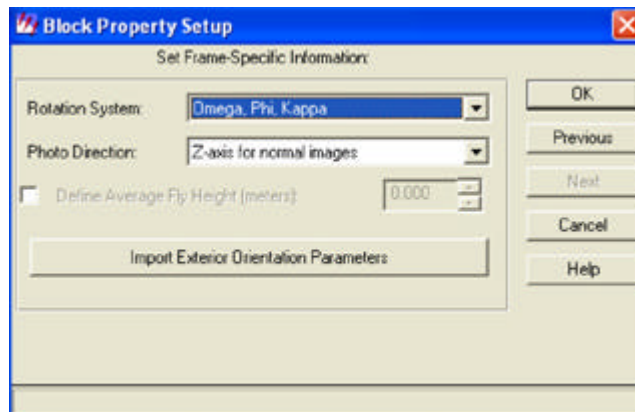 Block Property Setup
Set Frame-Specific Information:
Rotation System: Omega, Phi, Kappa
Photo Direction: Z-axis for normal images
Define Average Fly Height (meters): 0.000
Import Exterior Orientation Parameters
OK
Previous
Next
Cancel
Help